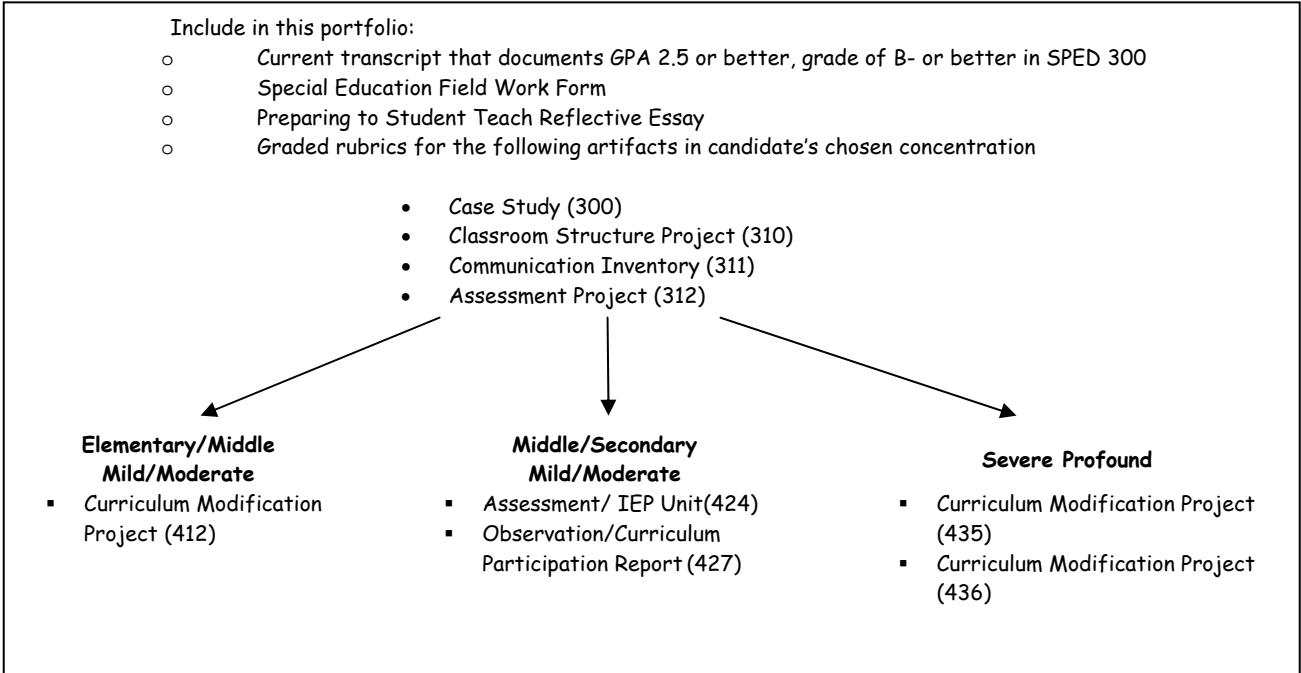 Include in this portfolio:
o Current transcript that documents GPA 2.5 or better, grade of B- or better in SPED 300
o Special Education Field Work Form
o Preparing to Student Teach Reflective Essay
o Graded rubrics for the following artifacts in candidate's chosen concentration
• Case Study (300)
• Classroom Structure Project (310)
• Communication Inventory (311)
• Assessment Project (312)
Elementary/Middle
Mild/Moderate
▪ Curriculum Modification
Project (412)
Middle/Secondary
Mild/Moderate
▪ Assessment/ IEP Unit(424)
▪ Observation/Curriculum
Participation Report (427)
Severe Profound
▪ Curriculum Modification Project
(435)
▪ Curriculum Modification Project
(436)